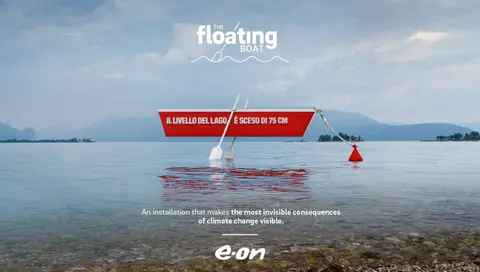 THE
floating
BOAT
IL LIVELLO DEL LAGO È SCESO DI 75 CM
An installation that makes the most invisible consequences
of climate change visible.
e·on